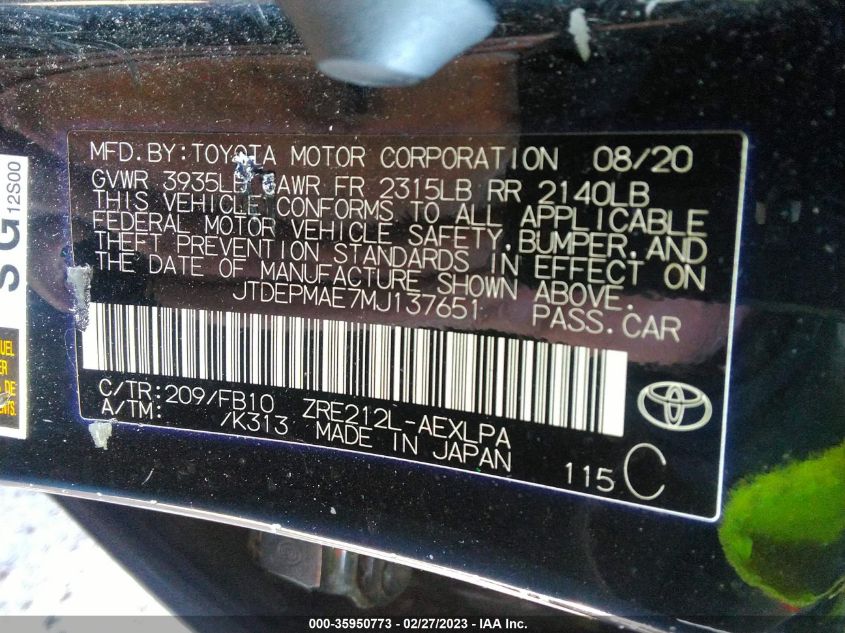 MFD.BY:TOYOTA MOTOR CORPORATION 08/20
GVWR 3935LB GAWR FR 2315LB RR 2140LB
THIS VEHICLE CONFORMS TO ALL APPLICABLE
FEDERAL MOTOR VEHICLE SAFETY,BUMPER,AND
THEFT PREVENTION STANDARDS IN EFFECT ON
THE DATE OF MANUFACTURE SHOWN ABOVE.
JTDEPMAE7MJ137651 PASS.CAR
C/TR:209/FB10 ZRE212L-AEXLPA
A/TM: /K313 MADE IN JAPAN
115 C
SG
12S00
DE
000-35950773 - 02/27/2023 - IAA Inc.